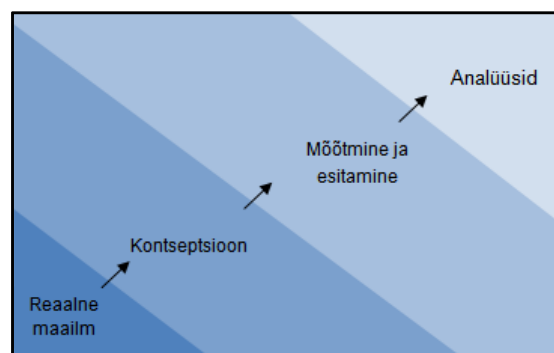 Analüüsid
Mõõtmine ja
esitamine
Kontseptsioon
Reaalne
maailm